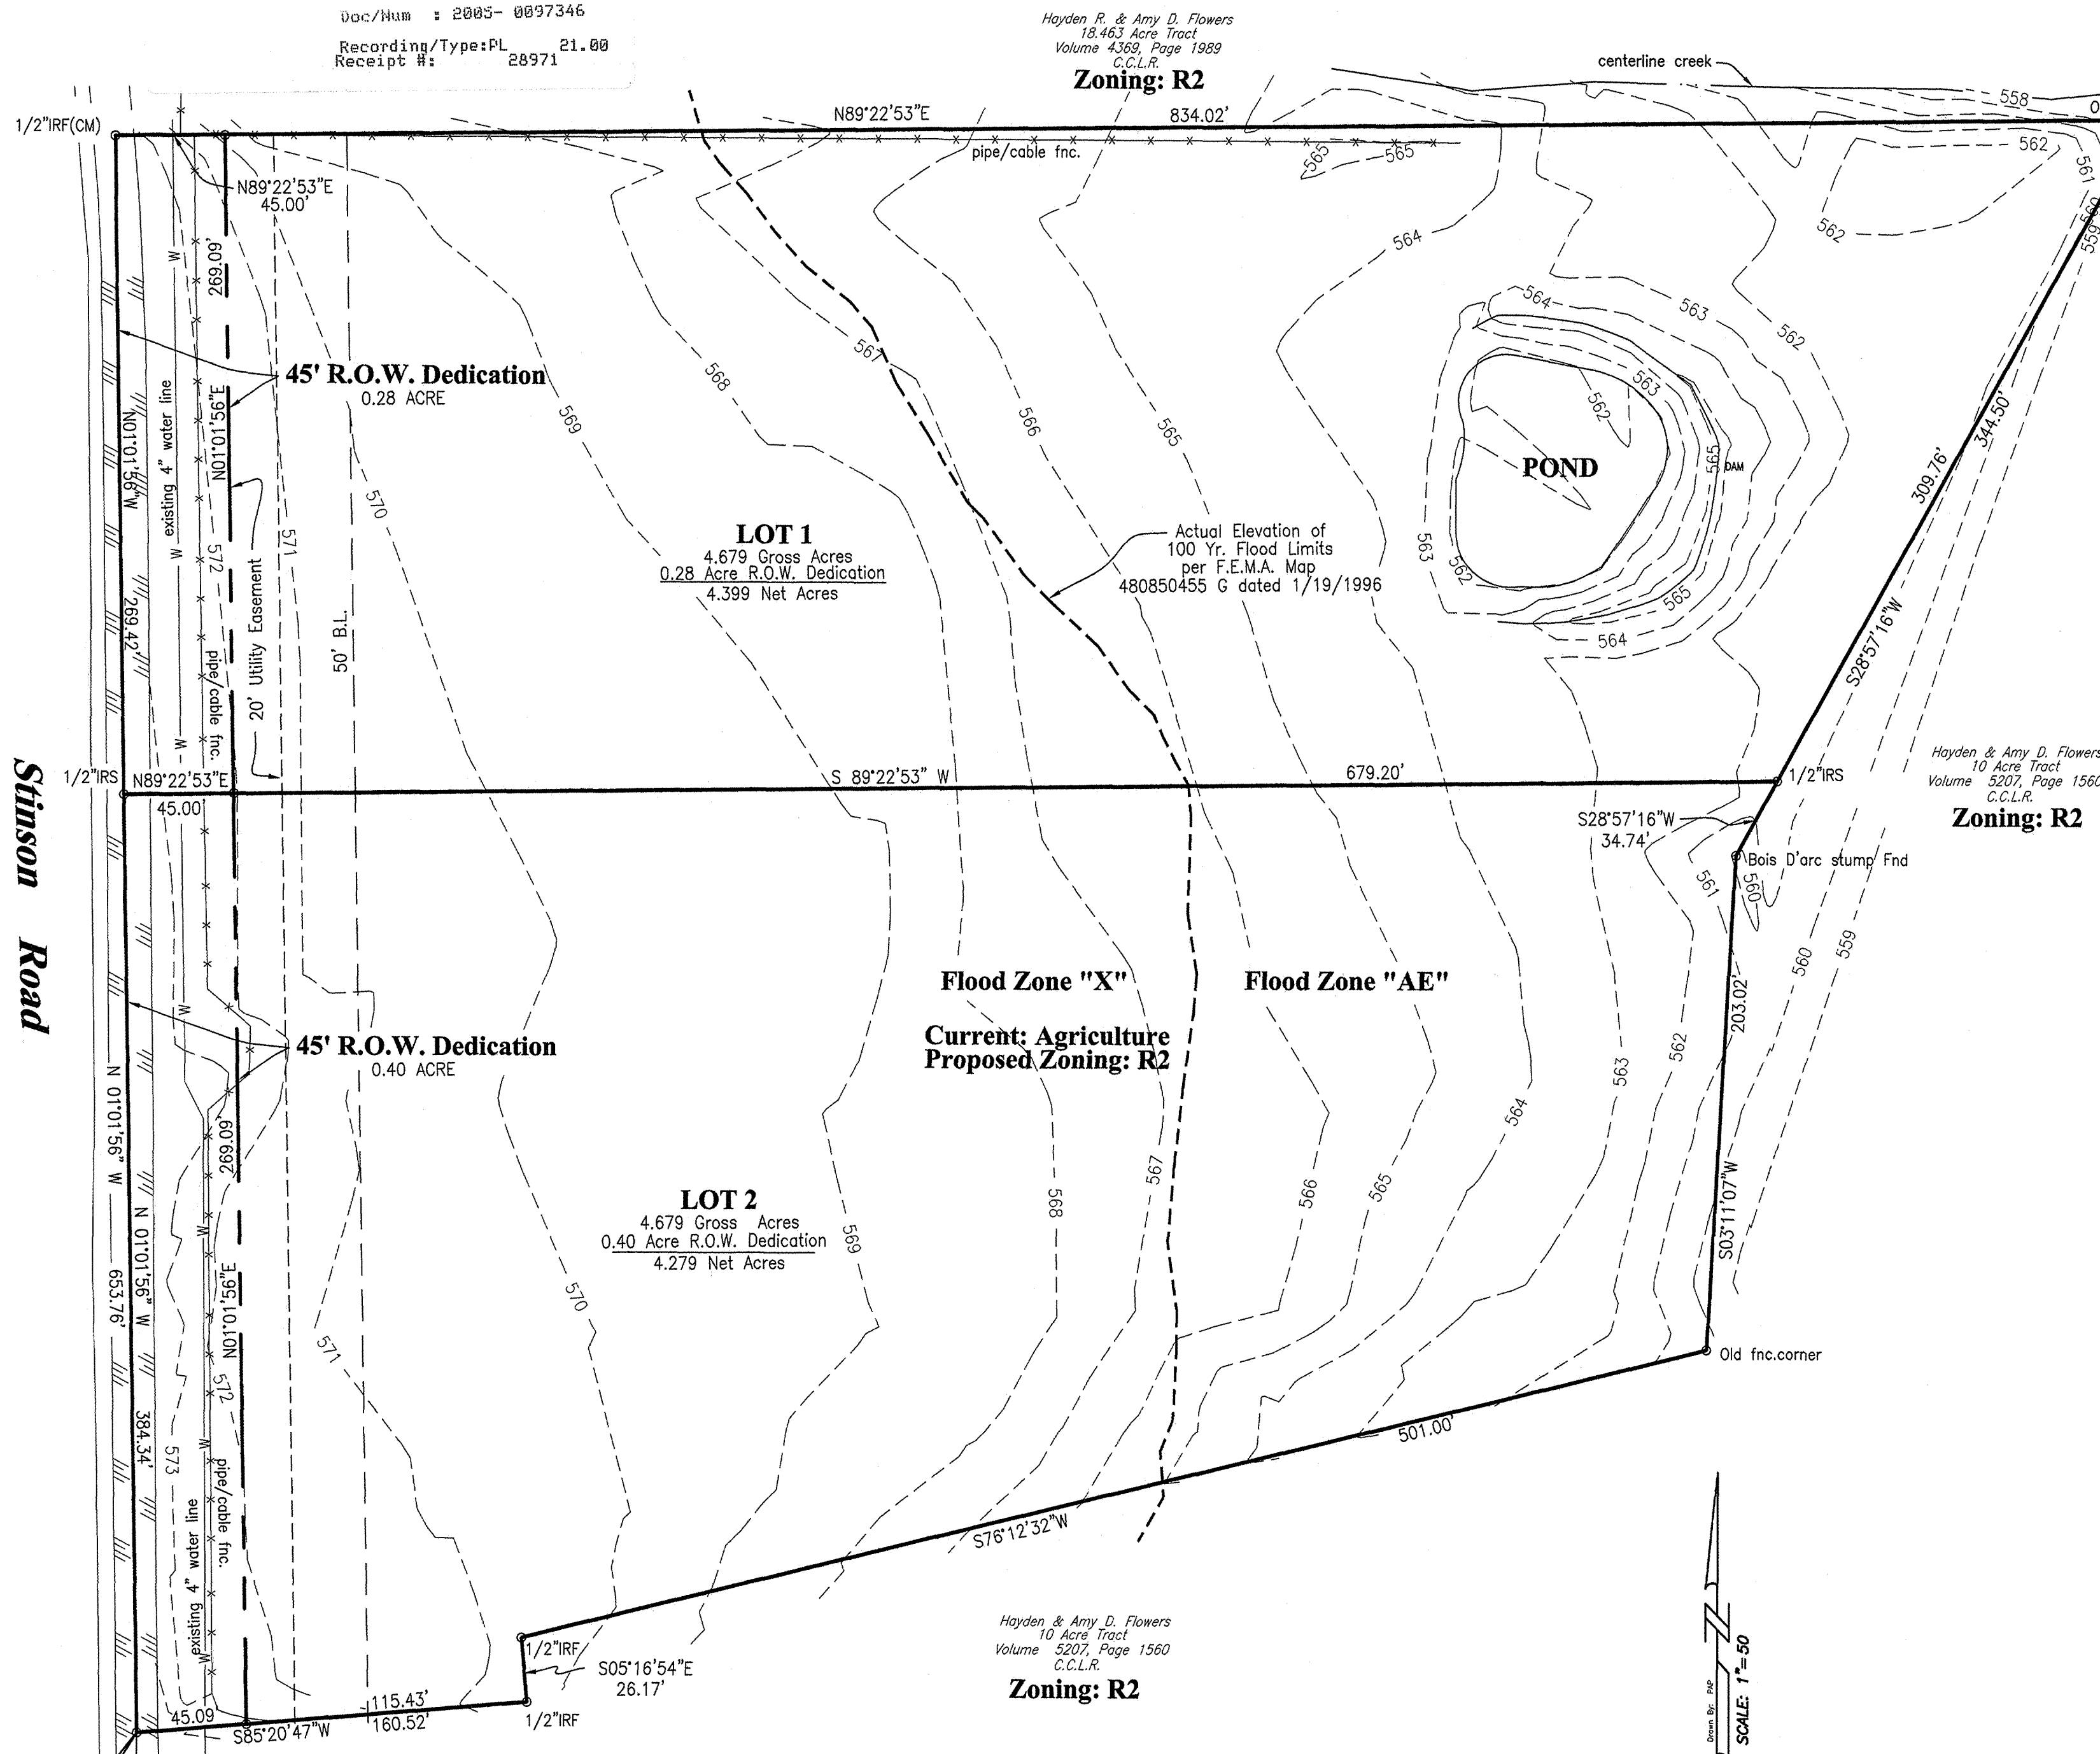 Doc/Num : 2005- 0097346
Recording/Type:PL 21.00
Receipt #: 28971
Hayden R. & Amy D. Flowers
18.463 Acre Tract
Volume 4369, Page 1989
C.C.L.R.
Zoning: R2
centerline creek
558
1/2"IRF(CM)
N89°22'53"E
834.02'
pipe/cable fnc.
565
565
562
561
560
559
562
N89°22'53"E
45.00'
269.09'
564
564
563
562
567
568
569
566
565
45' R.O.W. Dedication
0.28 ACRE
N01°01'56"W
existing 4" water line
N01°01'56"E
570
571
572
563
562
565
DAM
POND
344.50'
309.76'
LOT 1
4.679 Gross Acres
0.28 Acre R.O.W. Dedication
4.399 Net Acres
Actual Elevation of
100 Yr. Flood Limits
per F.E.M.A. Map
480850455 G dated 1/19/1996
563
562
565
564
269.42'
20' Utility Easement
50' B.L.
pipe/cable fnc.
S28°57'16"W
Stinson Road
1/2"IRS
N89°22'53"E
45.00'
S 89°22'53" W
679.20'
1/2"IRS
Hayden & Amy D. Flowers
10 Acre Tract
Volume 5207, Page 1560
C.C.L.R.
Zoning: R2
S28°57'16"W
34.74'
Bois D'arc stump Fnd
561
560
560
559
Flood Zone "X"
Flood Zone "AE"
Current: Agriculture
Proposed Zoning: R2
203.02'
562
563
564
45' R.O.W. Dedication
0.40 ACRE
N 01°01'56" W
269.09'
567
566
565
568
569
LOT 2
4.679 Gross Acres
0.40 Acre R.O.W. Dedication
4.279 Net Acres
S03°11'07"W
N 01°01'56" W
653.76'
N01°01'56"E
570
571
572
Old fnc.corner
384.34'
573
pipe/cable fnc.
existing 4" water line
501.00'
S76°12'32"W
1/2"IRF
S05°16'54"E
26.17'
1/2"IRF
115.43'
45.09
S85°20'47"W
160.52'
Hayden & Amy D. Flowers
10 Acre Tract
Volume 5207, Page 1560
C.C.L.R.
Zoning: R2
Drawn By: PAP
SCALE: 1"=50